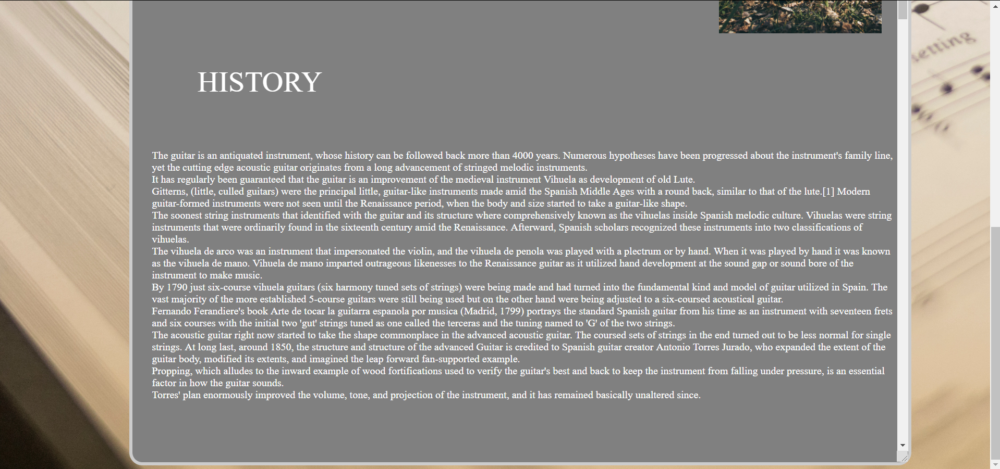 setting
HISTORY
The guitar is an antiquated instrument, whose history can be followed back more than 4000 years. Numerous hypotheses have been progressed about the instrument's family line,
yet the cutting edge acoustic guitar originates from a long advancement of stringed melodic instruments.
It has regularly been guaranteed that the guitar is an improvement of the medieval instrument Vihuela as development of old Lute.
Gitterns, (little, culled guitars) were the principal little, guitar-like instruments made amid the Spanish Middle Ages with a round back, similar to that of the lute.[1] Modern
guitar-formed instruments were not seen until the Renaissance period, when the body and size started to take a guitar-like shape.
The soonest string instruments that identified with the guitar and its structure where comprehensively known as the vihuelas inside Spanish melodic culture. Vihuelas were string
instruments that were ordinarily found in the sixteenth century amid the Renaissance. Afterward, Spanish scholars recognized these instruments into two classifications of
vihuelas.
The vihuela de arco was an instrument that impersonated the violin, and the vihuela de penola was played with a plectrum or by hand. When it was played by hand it was known
as the vihuela de mano. Vihuela de mano imparted outrageous likenesses to the Renaissance guitar as it utilized hand development at the sound gap or sound bore of the
instrument to make music.
By 1790 just six-course vihuela guitars (six harmony tuned sets of strings) were being made and had turned into the fundamental kind and model of guitar utilized in Spain. The
vast majority of the more established 5-course guitars were still being used but on the other hand were being adjusted to a six-coursed acoustical guitar.
Fernando Ferandiere's book Arte de tocar la guitarra espanola por musica (Madrid, 1799) portrays the standard Spanish guitar from his time as an instrument with seventeen frets
and six courses with the initial two 'gut' strings tuned as one called the terceras and the tuning named to 'G' of the two strings.
The acoustic guitar right now started to take the shape commonplace in the advanced acoustic guitar. The coursed sets of strings in the end turned out to be less normal for single
strings. At long last, around 1850, the structure and structure of the advanced Guitar is credited to Spanish guitar creator Antonio Torres Jurado, who expanded the extent of the
guitar body, modified its extents, and imagined the leap forward fan-supported example.
Propping, which alludes to the inward example of wood fortifications used to verify the guitar's best and back to keep the instrument from falling under pressure, is an essential
factor in how the guitar sounds.
Torres' plan enormously improved the volume, tone, and projection of the instrument, and it has remained basically unaltered since.